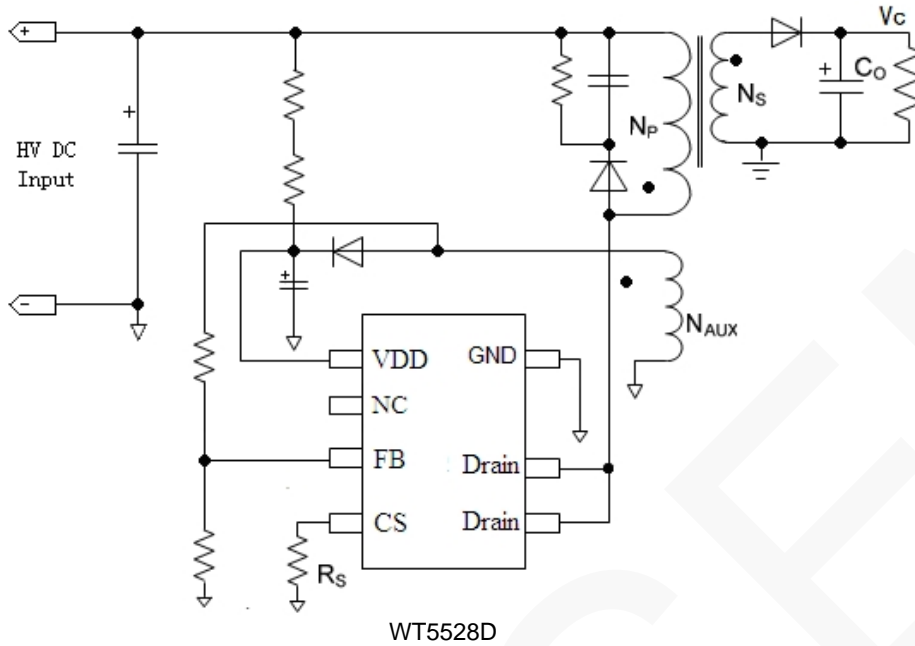 +
Vc
+
+
Co
NP
NS
HV DC
Input
+
-
NAUX
VDD
GND
NC
FB
Drain
CS
Drain
RS
WT5528D